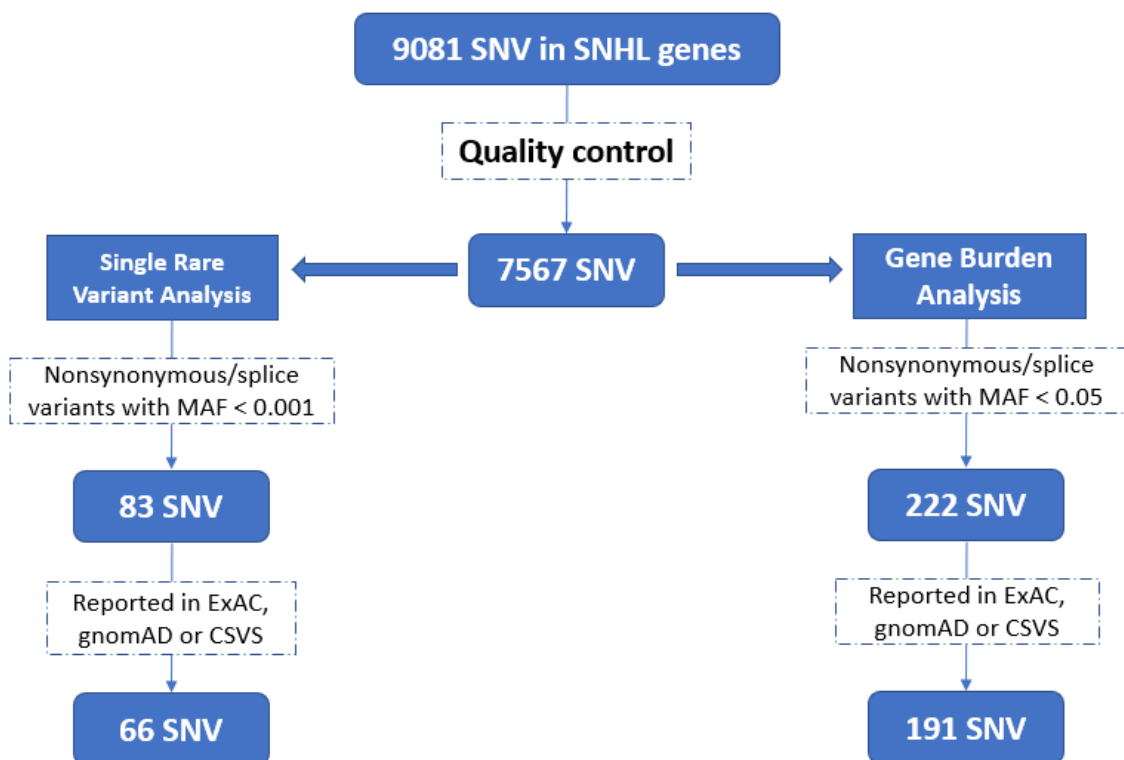 9081 SNV in SNHL genes
Quality control
7567 SNV
Single Rare
Variant Analysis
Nonsynonymous/splice
variants with MAF < 0.001
83 SNV
Reported in ExAC,
gnomAD or CSVS
66 SNV
Gene Burden
Analysis
Nonsynonymous/splice
variants with MAF < 0.05
222 SNV
Reported in ExAC,
gnomAD or CSVS
191 SNV